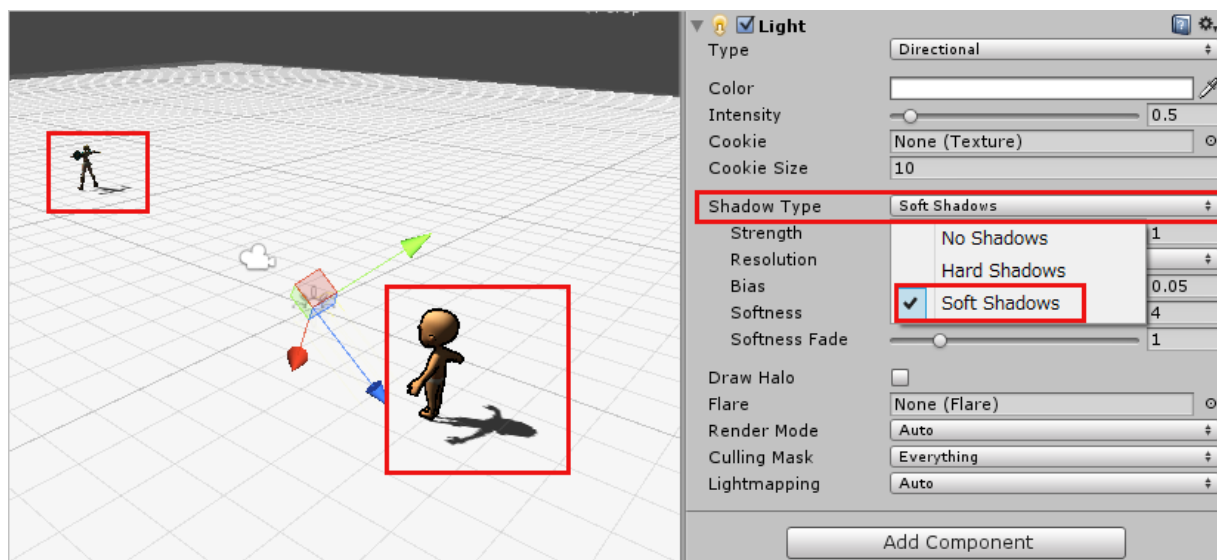 Light
Type Directional
Color
Intensity 0.5
Cookie None (Texture)
Cookie Size 10
Shadow Type Soft Shadows
Strength 1
No Shadows
Resolution
Hard Shadows
Bias 0.05
Soft Shadows
Softness 4
Softness Fade 1
Draw Halo
Flare None (Flare)
Render Mode Auto
Culling Mask Everything
Lightmapping Auto
Add Component